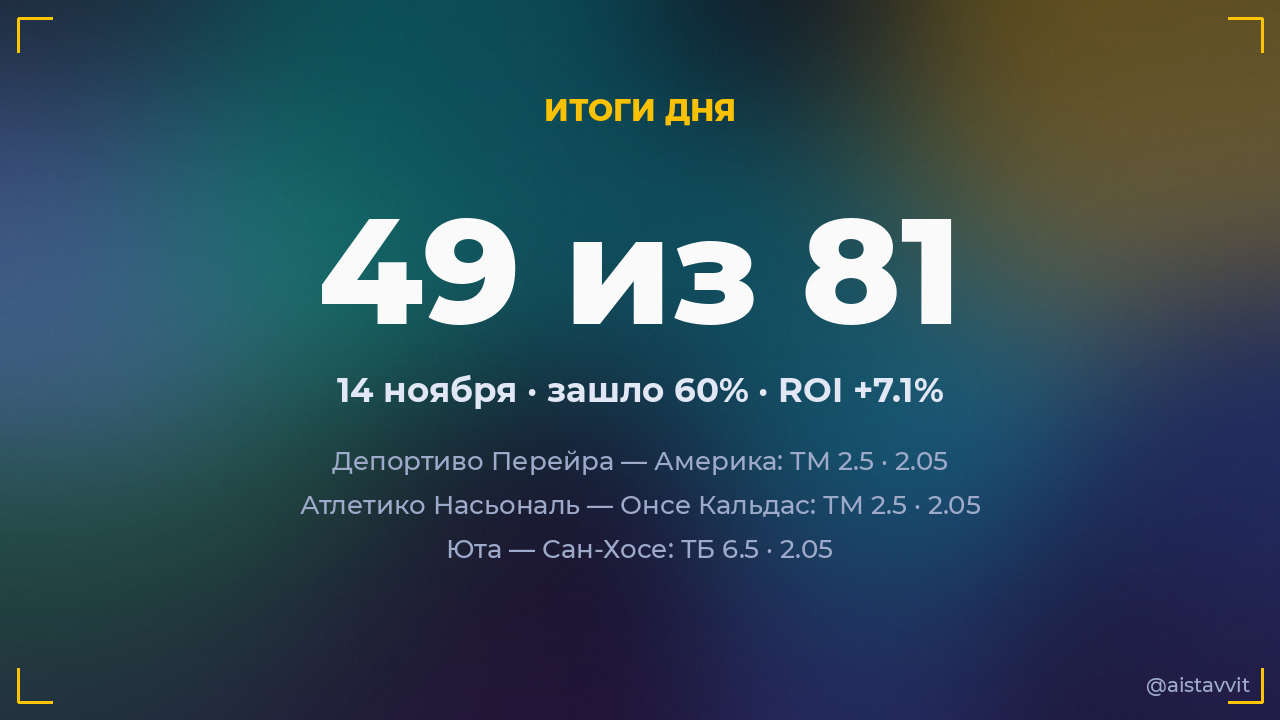 ИТОГИ ДНЯ
49 из 81
14 ноября · зашло 60% · ROI +7.1%
Депортиво Перейра — Америка: ТМ 2.5 · 2.05
Атлетико Насьональ — Онсе Кальдас: ТМ 2.5 · 2.05
Юта — Сан-Хосе: ТБ 6.5 · 2.05
@aistavvit